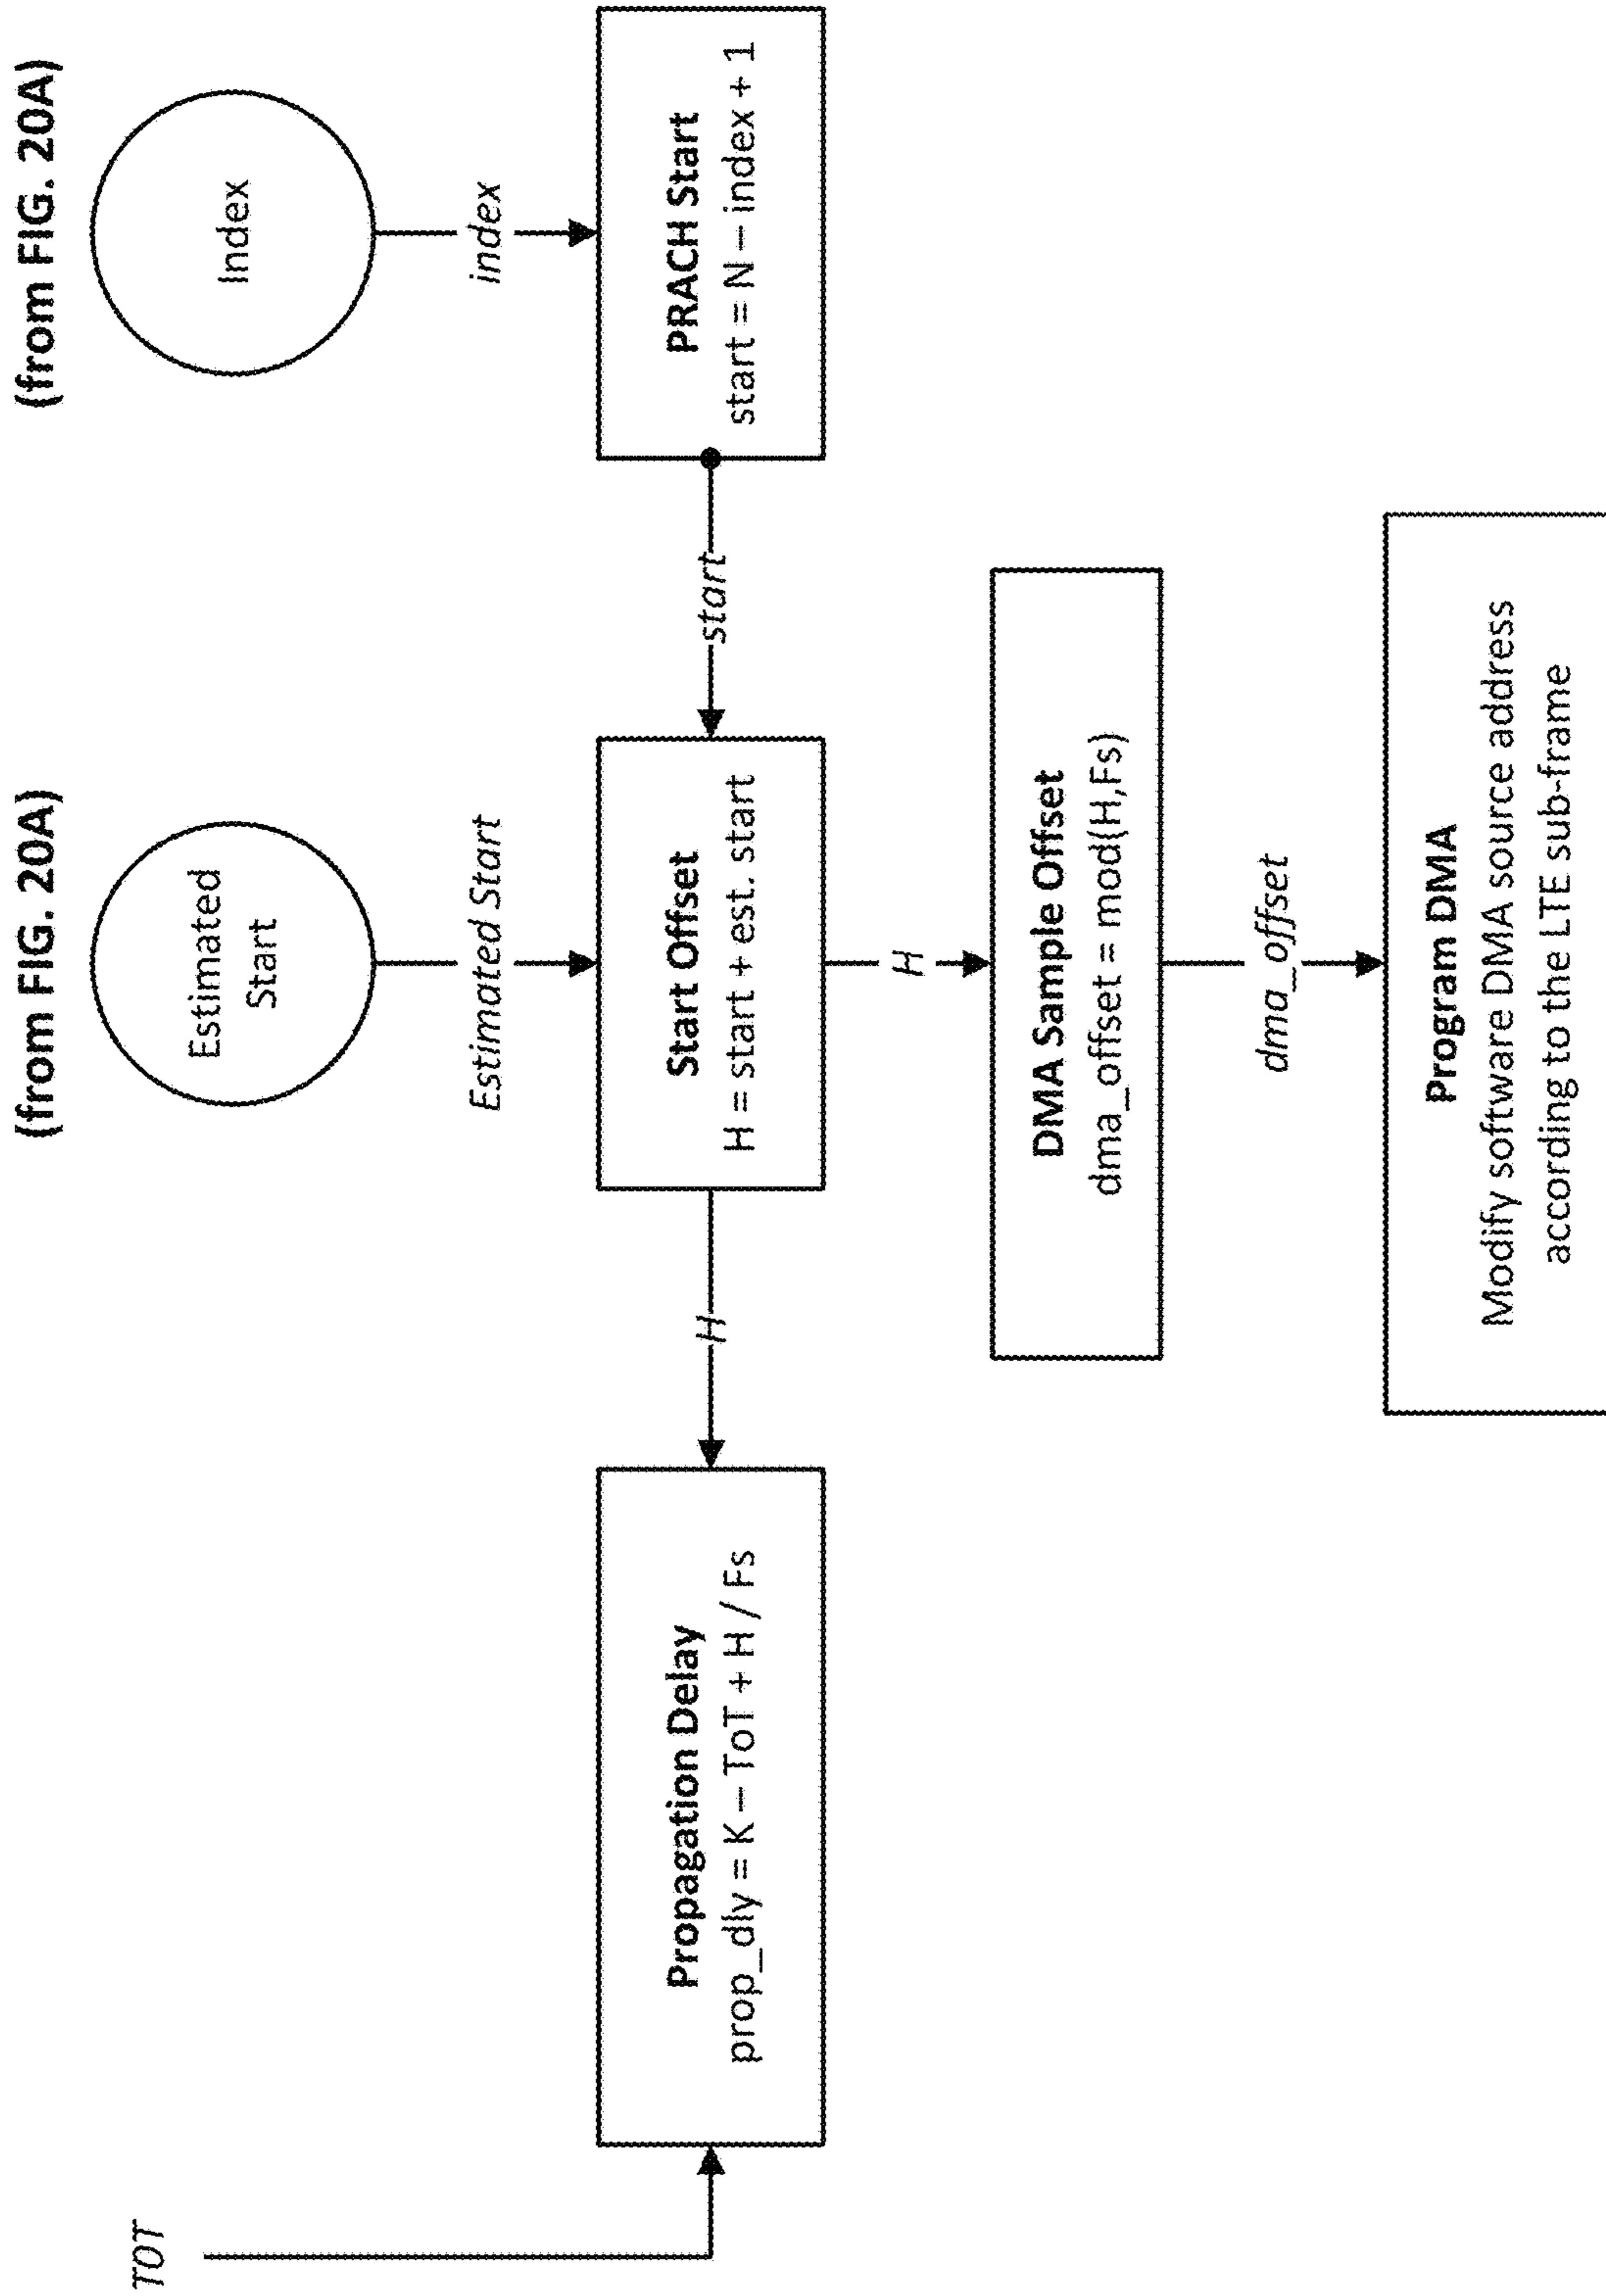 (from FIG. 20A)
(from FIG. 20A)
TOT
Estimated
Start
Index
Estimated Start
index
Propagation Delay
prop_dly = K – ToT + H / Fs
H
Start Offset
H = start + est. start
start
PRACH Start
start = N – index + 1
H
DMA Sample Offset
dma_offset = mod(H,Fs)
dma_offset
Program DMA
Modify software DMA source address
according to the LTE sub-frame